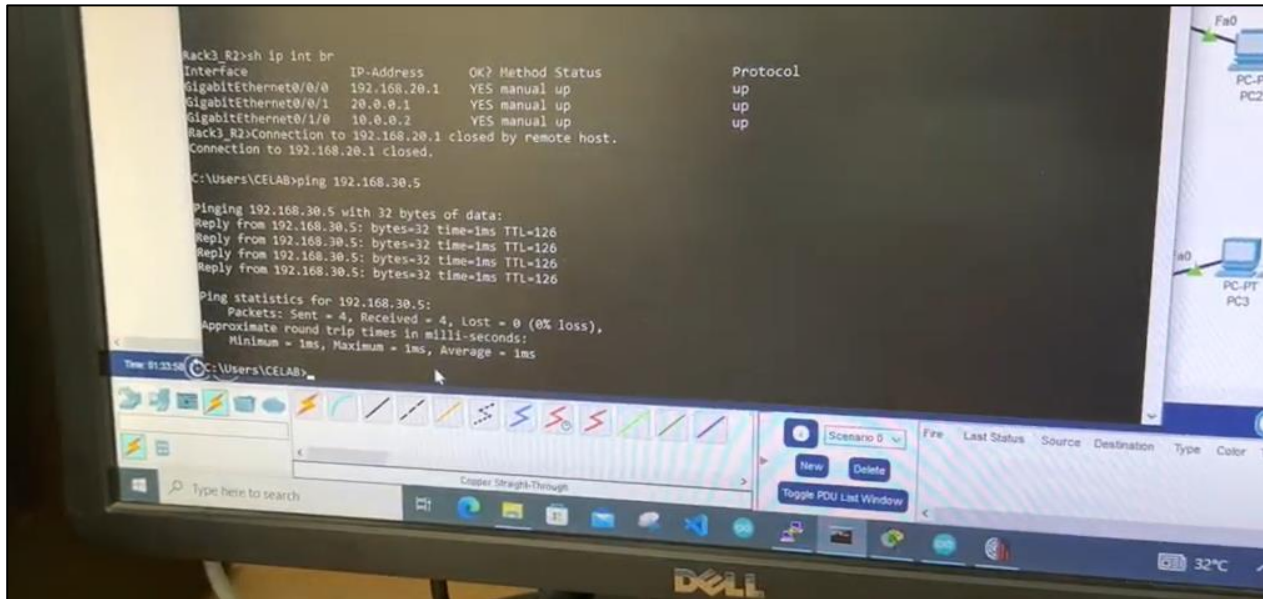 Rack3_R2>sh ip int br
Interface IP-Address OK? Method Status Protocol
GigabitEthernet0/0/0 192.168.20.1 YES manual up up
GigabitEthernet0/0/1 20.0.0.1 YES manual up up
GigabitEthernet0/1/0 10.0.0.2 YES manual up up
Rack3_R2>Connection to 192.168.20.1 closed by remote host.
Connection to 192.168.20.1 closed.
C:\Users\CELAB>ping 192.168.30.5
Pinging 192.168.30.5 with 32 bytes of data:
Reply from 192.168.30.5: bytes=32 time=1ms TTL=126
Reply from 192.168.30.5: bytes=32 time=1ms TTL=126
Reply from 192.168.30.5: bytes=32 time=1ms TTL=126
Reply from 192.168.30.5: bytes=32 time=1ms TTL=126
Ping statistics for 192.168.30.5:
Packets: Sent = 4, Received = 4, Lost = 0 (0% loss),
Approximate round trip times in milli-seconds:
Minimum = 1ms, Maximum = 1ms, Average = 1ms
C:\Users\CELAB>
Fa0
PC2
PC-PT
PC3
Time: 01:33:58
Scenario 0
Fire Last Status Source Destination Type Color
New Delete
Toggle PDU List Window
Copper Straight-Through
Type here to search
32°C
DELL